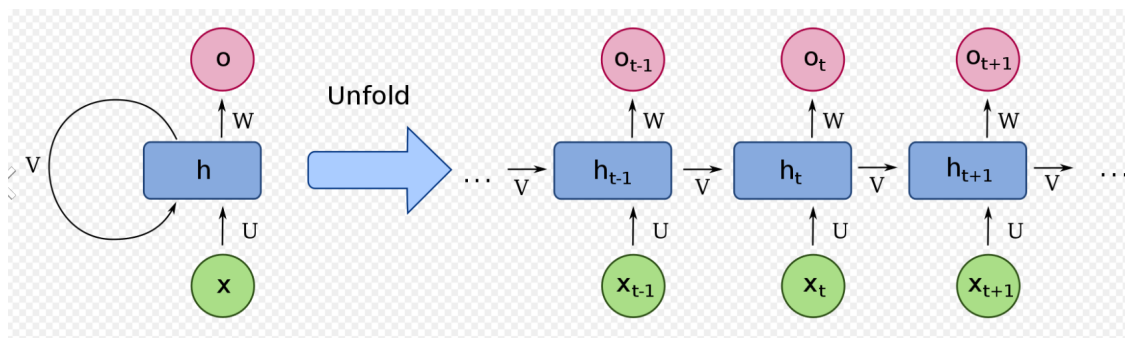 o
o_{t-1}
o_t
o_{t+1}
Unfold
W
W
W
W
V
h
...
V
h_{t-1}
V
h_t
V
h_{t+1}
V
...
U
U
U
U
x
x_{t-1}
x_t
x_{t+1}